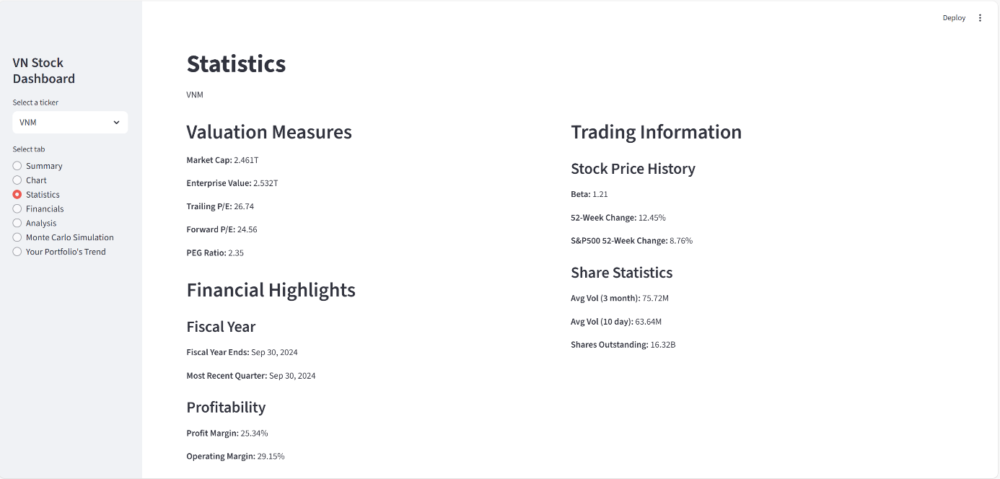 Deploy
VN Stock
Dashboard
Select a ticker
VNM
Select tab
Summary
Chart
Statistics
Financials
Analysis
Monte Carlo Simulation
Your Portfolio's Trend
Statistics
VNM
Valuation Measures
Market Cap: 2.461T
Enterprise Value: 2.532T
Trailing P/E: 26.74
Forward P/E: 24.56
PEG Ratio: 2.35
Financial Highlights
Fiscal Year
Fiscal Year Ends: Sep 30, 2024
Most Recent Quarter: Sep 30, 2024
Profitability
Profit Margin: 25.34%
Operating Margin: 29.15%
Trading Information
Stock Price History
Beta: 1.21
52-Week Change: 12.45%
S&P500 52-Week Change: 8.76%
Share Statistics
Avg Vol (3 month): 75.72M
Avg Vol (10 day): 63.64M
Shares Outstanding: 16.32B